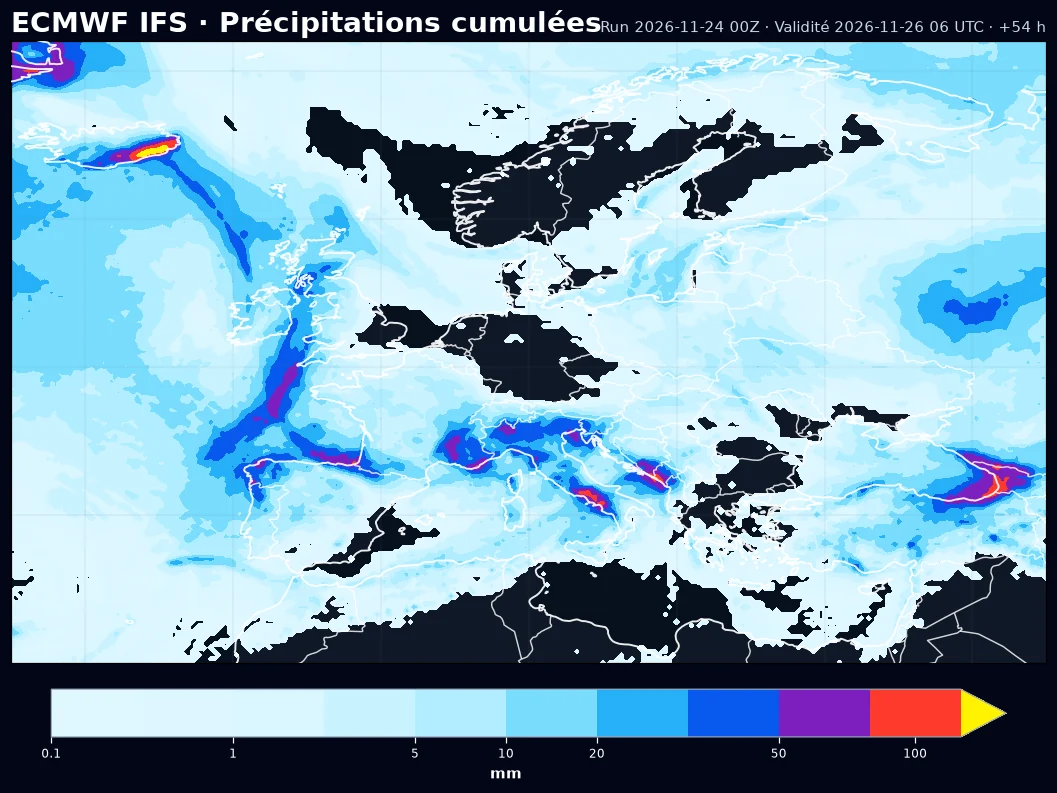 ECMWF IFS · Précipitations cumulées
Run 2026-11-24 00Z · Validité 2026-11-26 06 UTC · +54 h
0.1 1 5 10 20 50 100
mm